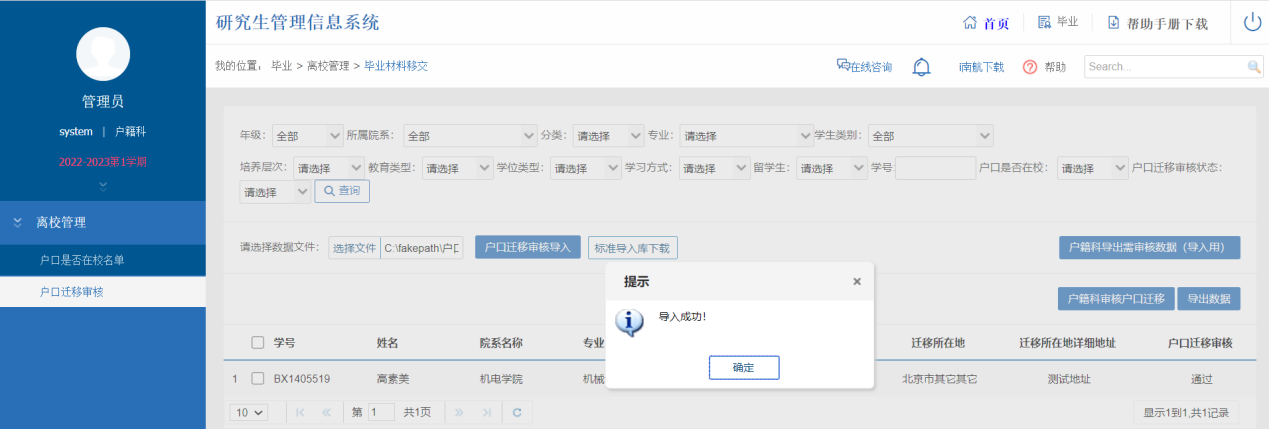 研究生管理信息系统
首页
毕业
帮助手册下载
管理员
system | 户籍科
2022-2023第1学期
离校管理
户口是否在校名单
户口迁移审核
我的位置： 毕业 > 离校管理 > 毕业材料移交
在线咨询
i南航下载
帮助
Search...
年级： 全部 所属院系： 全部 分类： 请选择 专业： 请选择 学生类别： 全部
培养层次： 请选择 教育类型： 请选择 学位类型： 请选择 学习方式： 请选择 留学生： 请选择 学号 户口是否在校： 请选择 户口迁移审核状态：
请选择 查询
请选择数据文件： 选择文件 C:\fakepath\户口 户口迁移审核导入 标准导入库下载 户籍科导出需审核数据（导入用）
户籍科审核户口迁移 导出数据
提示 ×
导入成功!
确定
学号 姓名 院系名称 专业 迁移所在地 迁移所在地详细地址 户口迁移审核
1 BX1405519 高素美 机电学院 机械 北京市其它其它 测试地址 通过
10 第 1 共1页 显示1到1,共1记录